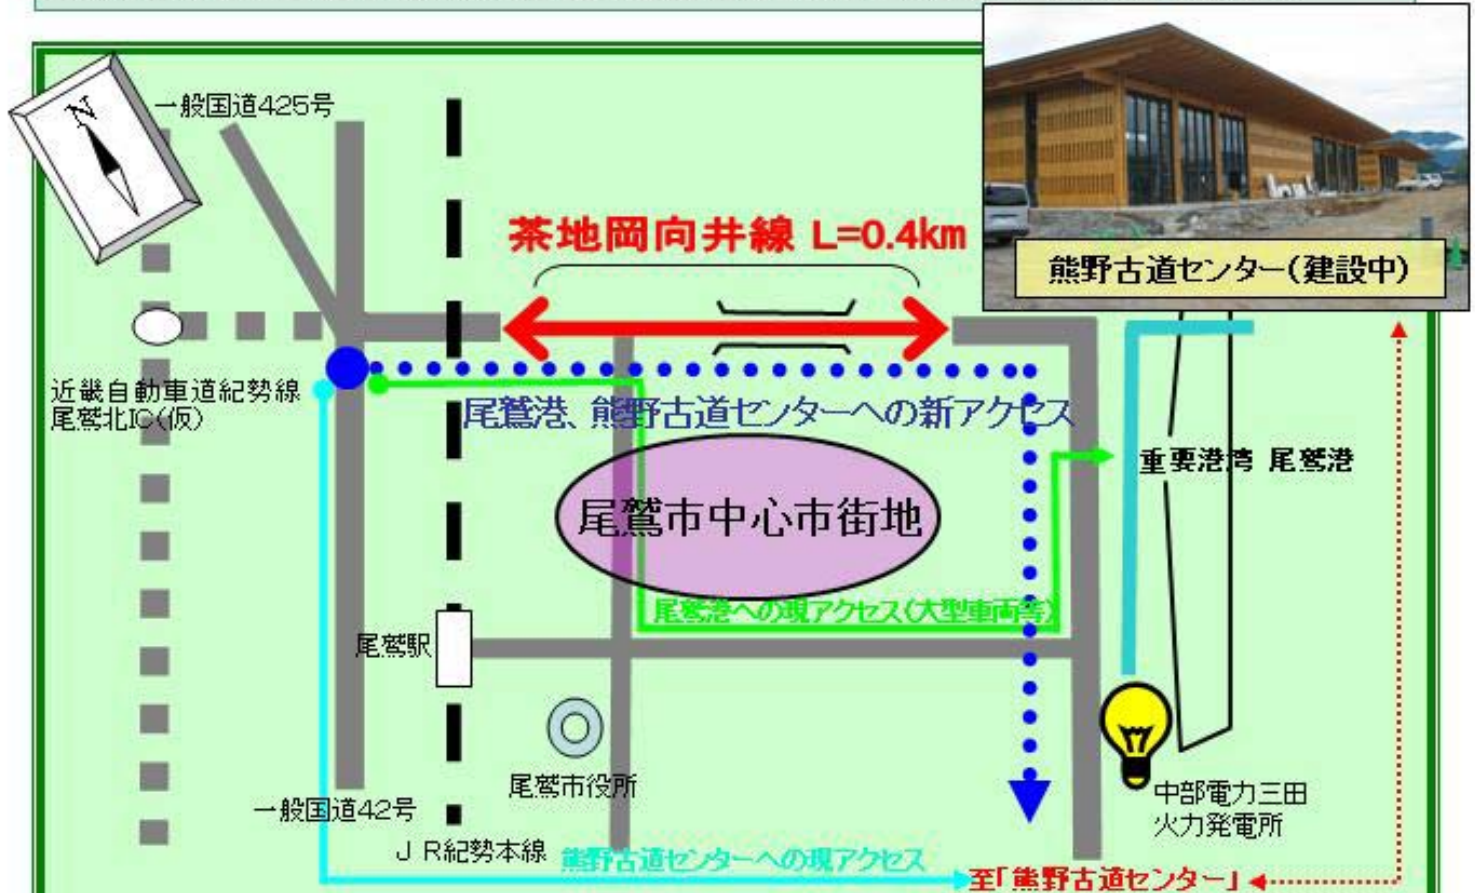 N
一般国道425号
茶地岡向井線 L=0.4km
熊野古道センター(建設中)
近畿自動車道紀勢線
尾鷲北IC(仮)
尾鷲港、熊野古道センターへの新アクセス
重要港湾 尾鷲港
尾鷲市中心市街地
尾鷲港への現アクセス(大型車両等)
尾鷲駅
尾鷲市役所
一般国道42号
中部電力三田
火力発電所
JR紀勢本線
熊野古道センターへの現アクセス
至「熊野古道センター」